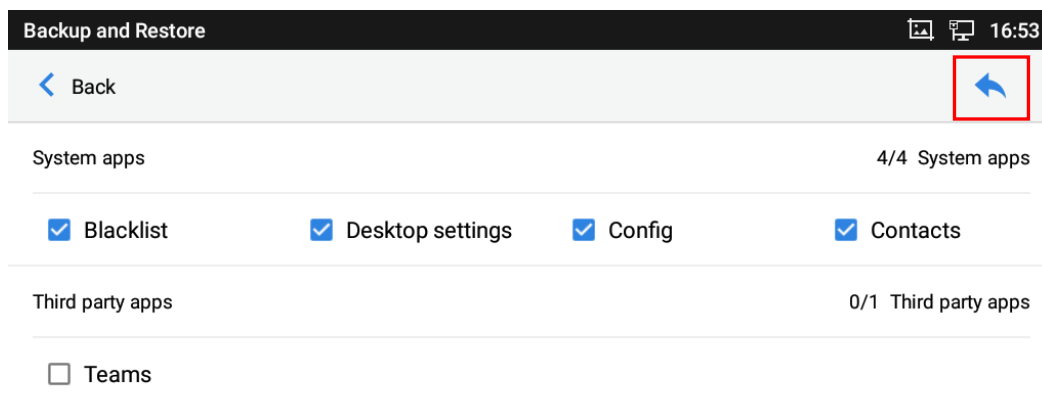 Backup and Restore 16:53
Back
System apps 4/4 System apps
Blacklist Desktop settings Config Contacts
Third party apps 0/1 Third party apps
Teams